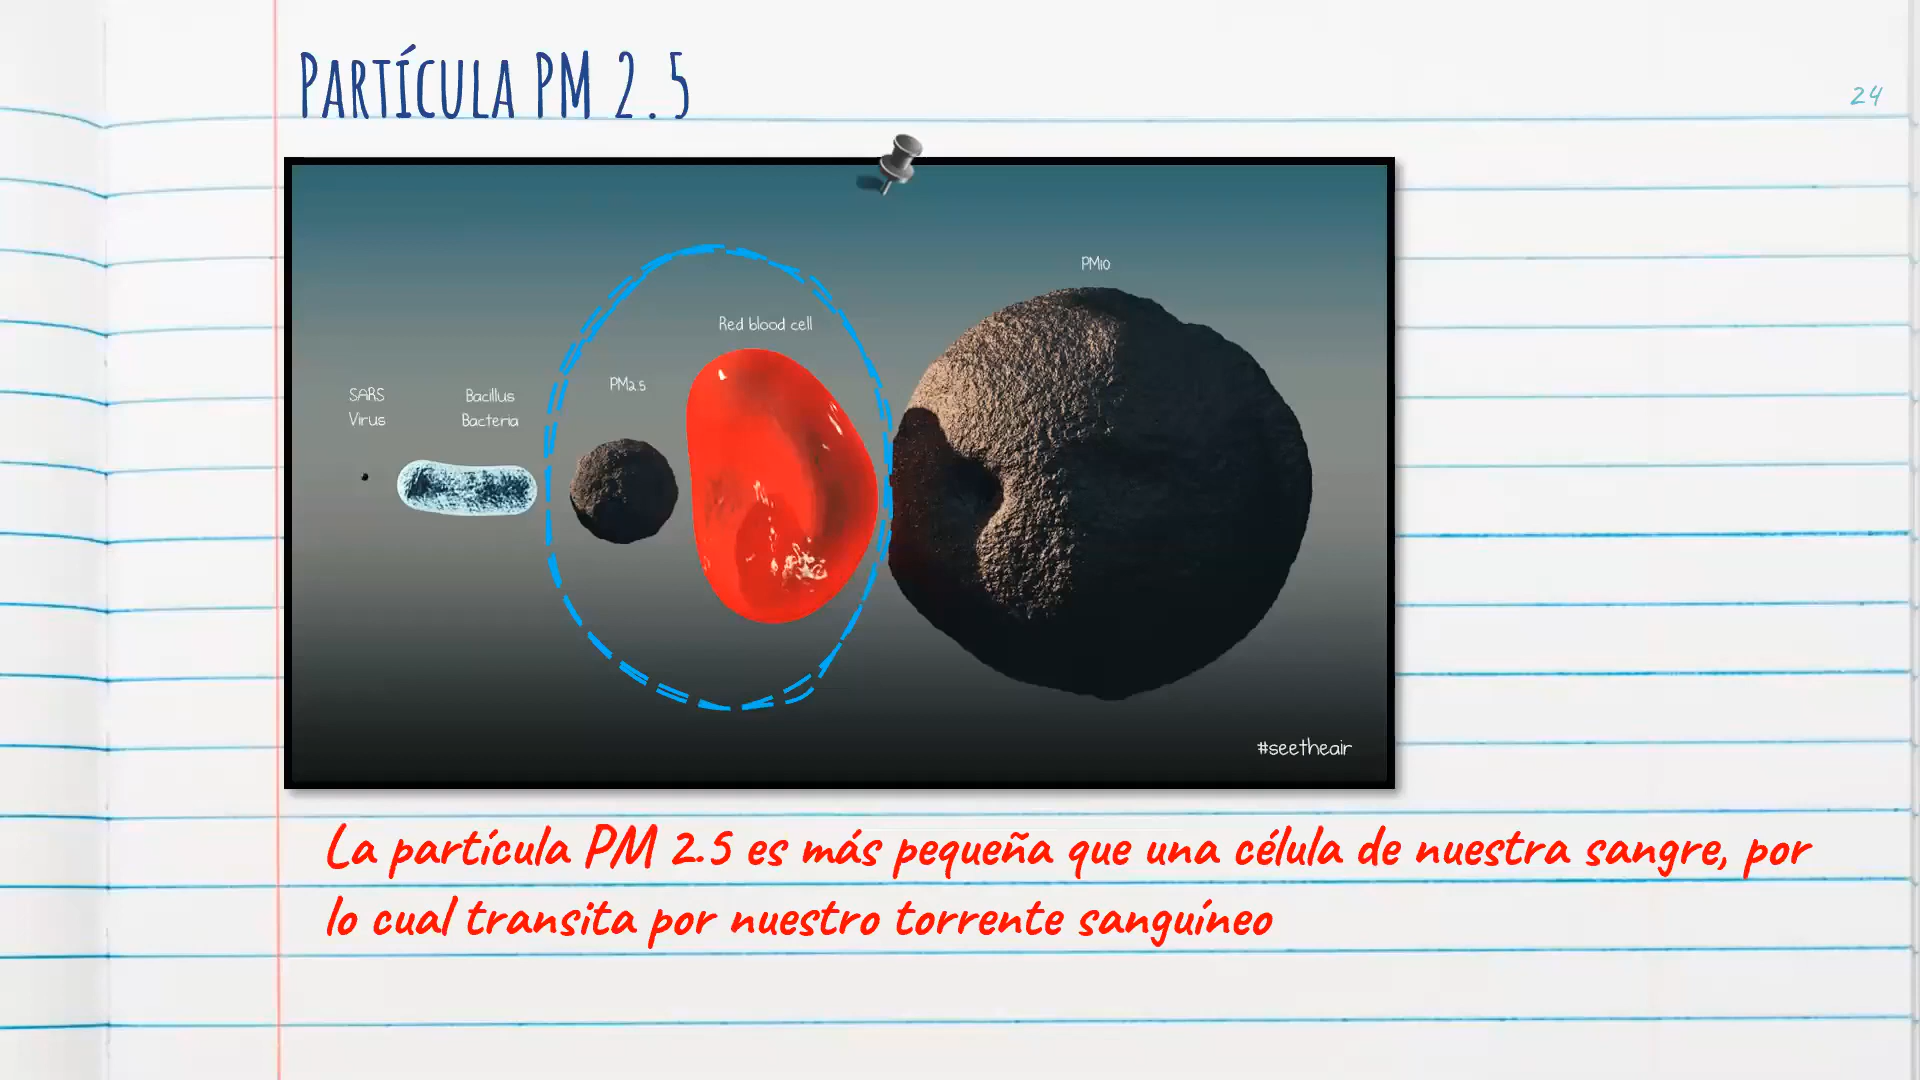 Partícula PM 2.5
24
PM10
Red blood cell
PM2.5
SARS
Virus
Bacillus
Bacteria
#seetheair
La partícula PM 2.5 es más pequeña que una célula de nuestra sangre, por
lo cual transita por nuestro torrente sanguíneo